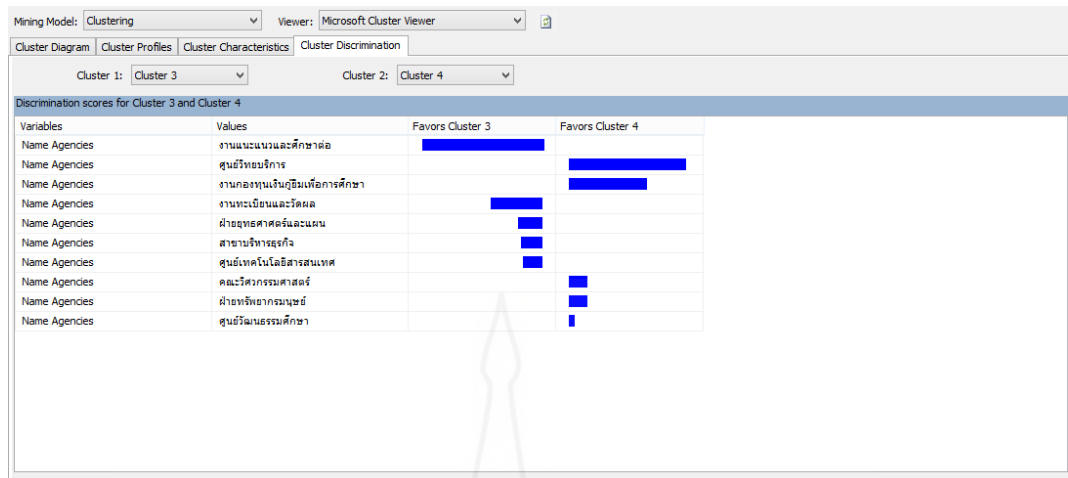 Mining Model: Clustering Viewer: Microsoft Cluster Viewer
Cluster Diagram Cluster Profiles Cluster Characteristics Cluster Discrimination
Cluster 1: Cluster 3 Cluster 2: Cluster 4
Discrimination scores for Cluster 3 and Cluster 4
Variables Values Favors Cluster 3 Favors Cluster 4
Name Agencies งานแนะแนวและศึกษาต่อ
Name Agencies ศูนย์วิทยบริการ
Name Agencies งานกองทุนเงินกู้ยืมเพื่อการศึกษา
Name Agencies งานทะเบียนและวัดผล
Name Agencies ฝ่ายยุทธศาศตร์และแผน
Name Agencies สาขาบริหารธุรกิจ
Name Agencies ศูนย์เทคโนโลยีสารสนเทศ
Name Agencies คณะวิศวกรรมศาสตร์
Name Agencies ฝ่ายทรัพยากรมนุษย์
Name Agencies ศูนย์วัฒนธรรมศึกษา